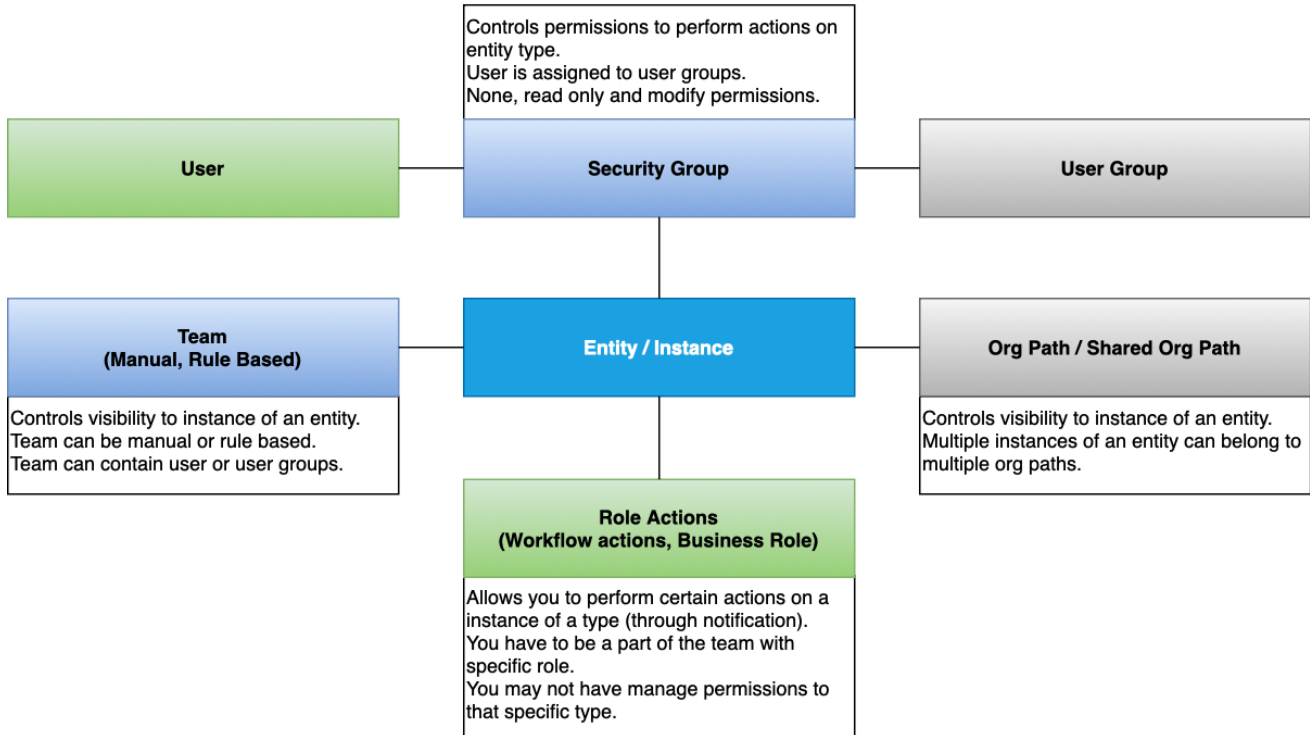 Controls permissions to perform actions on
entity type.
User is assigned to user groups.
None, read only and modify permissions.
User
Security Group
User Group
Team
(Manual, Rule Based)
Entity / Instance
Org Path / Shared Org Path
Controls visibility to instance of an entity.
Team can be manual or rule based.
Team can contain user or user groups.
Controls visibility to instance of an entity.
Multiple instances of an entity can belong to
multiple org paths.
Role Actions
(Workflow actions, Business Role)
Allows you to perform certain actions on a
instance of a type (through notification).
You have to be a part of the team with
specific role.
You may not have manage permissions to
that specific type.